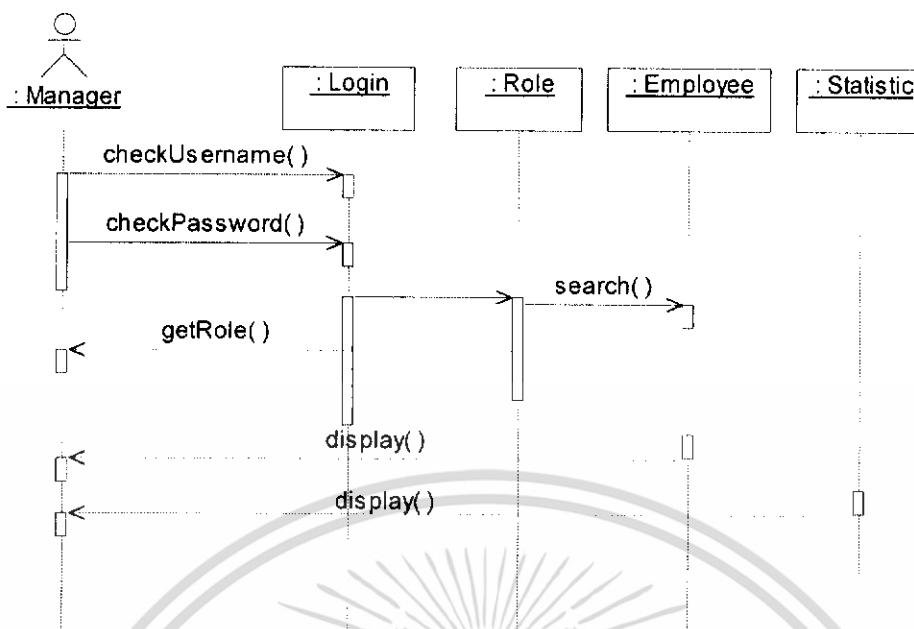 : Manager
: Login
: Role
: Employee
: Statistic
checkUsername( )
checkPassword( )
search( )
getRole( )
display( )
display( )